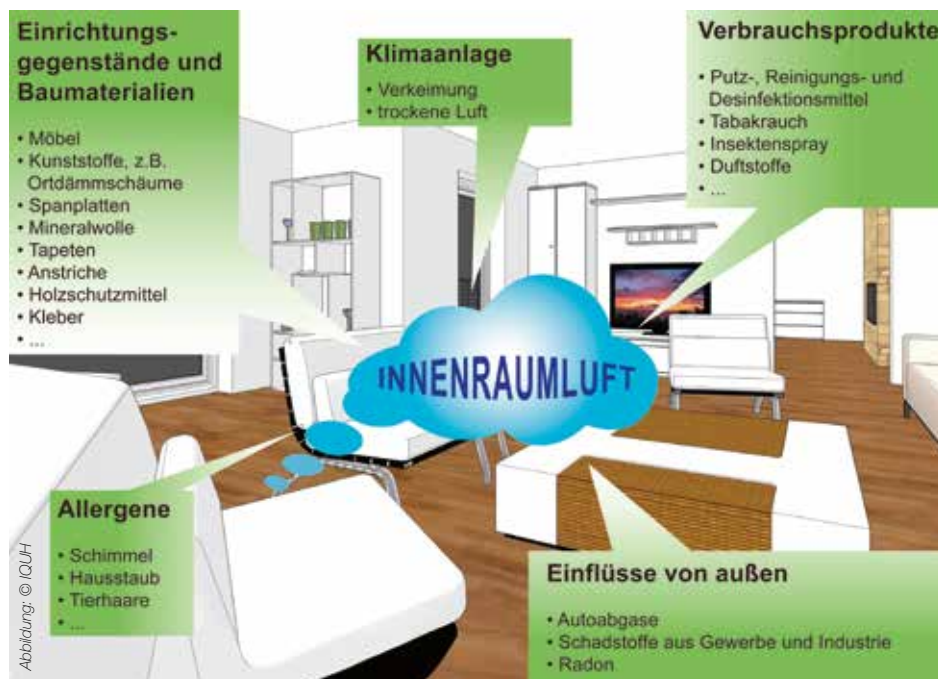 Einrichtungs-
gegenstände und
Baumaterialien
• Möbel
• Kunststoffe, z.B.
Ortdämmschäume
• Spanplatten
• Mineralwolle
• Tapeten
• Anstriche
• Holzschutzmittel
• Kleber
• ...
Klimaanlage
• Verkeimung
• trockene Luft
Verbrauchsprodukte
• Putz-, Reinigungs- und
Desinfektionsmittel
• Tabakrauch
• Insektenspray
• Duftstoffe
• ...
INNENRAUMLUFT
Allergene
• Schimmel
• Hausstaub
• Tierhaare
• ...
Einflüsse von außen
• Autoabgase
• Schadstoffe aus Gewerbe und Industrie
• Radon
Abbildung: © IQUH